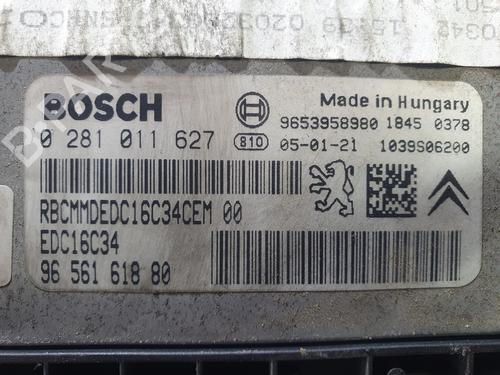 BOSCH
Made in Hungary
0 281 011 627
810
9653958980 1845 0378
05-01-21 1039S06200
RBCMMDEDC16C34CEM 00
EDC16C34
96 561 618 80